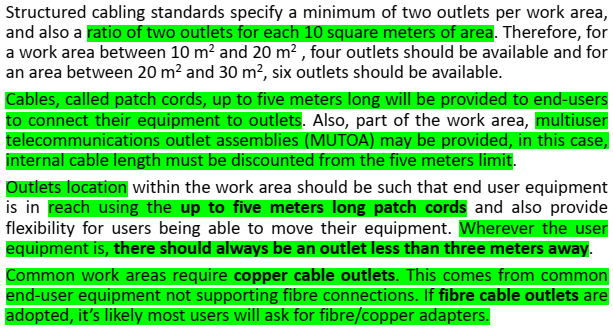 Structured cabling standards specify a minimum of two outlets per work area,
and also a ratio of two outlets for each 10 square meters of area. Therefore, for
a work area between 10 m² and 20 m² , four outlets should be available and for
an area between 20 m² and 30 m², six outlets should be available.
Cables, called patch cords, up to five meters long will be provided to end-users
to connect their equipment to outlets. Also, part of the work area, multiuser
telecommunications outlet assemblies (MUTOA) may be provided, in this case,
internal cable length must be discounted from the five meters limit.
Outlets location within the work area should be such that end user equipment
is in reach using the up to five meters long patch cords and also provide
flexibility for users being able to move their equipment. Wherever the user
equipment is, there should always be an outlet less than three meters away.
Common work areas require copper cable outlets. This comes from common
end-user equipment not supporting fibre connections. If fibre cable outlets are
adopted, it's likely most users will ask for fibre/copper adapters.